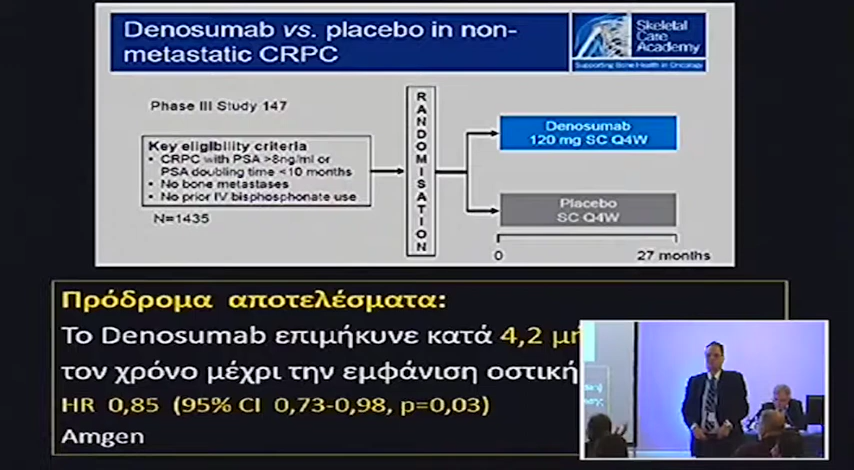 Denosumab vs. placebo in non-
metastatic CRPC
Skeletal
Care
Academy
Supporting Bone Health in Oncology
Phase III Study 147
Key eligibility criteria
• CRPC with PSA >8ng/ml or
PSA doubling time <10 months
• No bone metastases
• No prior IV bisphosphonate use
N=1435
RANDOMISATION
Denosumab
120 mg SC Q4W
Placebo
SC Q4W
0
27 months
Πρόδρομα αποτελέσματα:
Το Denosumab επιμήκυνε κατά 4,2
τον χρόνο μέχρι την εμφάνιση οστική
HR 0,85 (95% CI 0,73-0,98, p=0,03)
Amgen